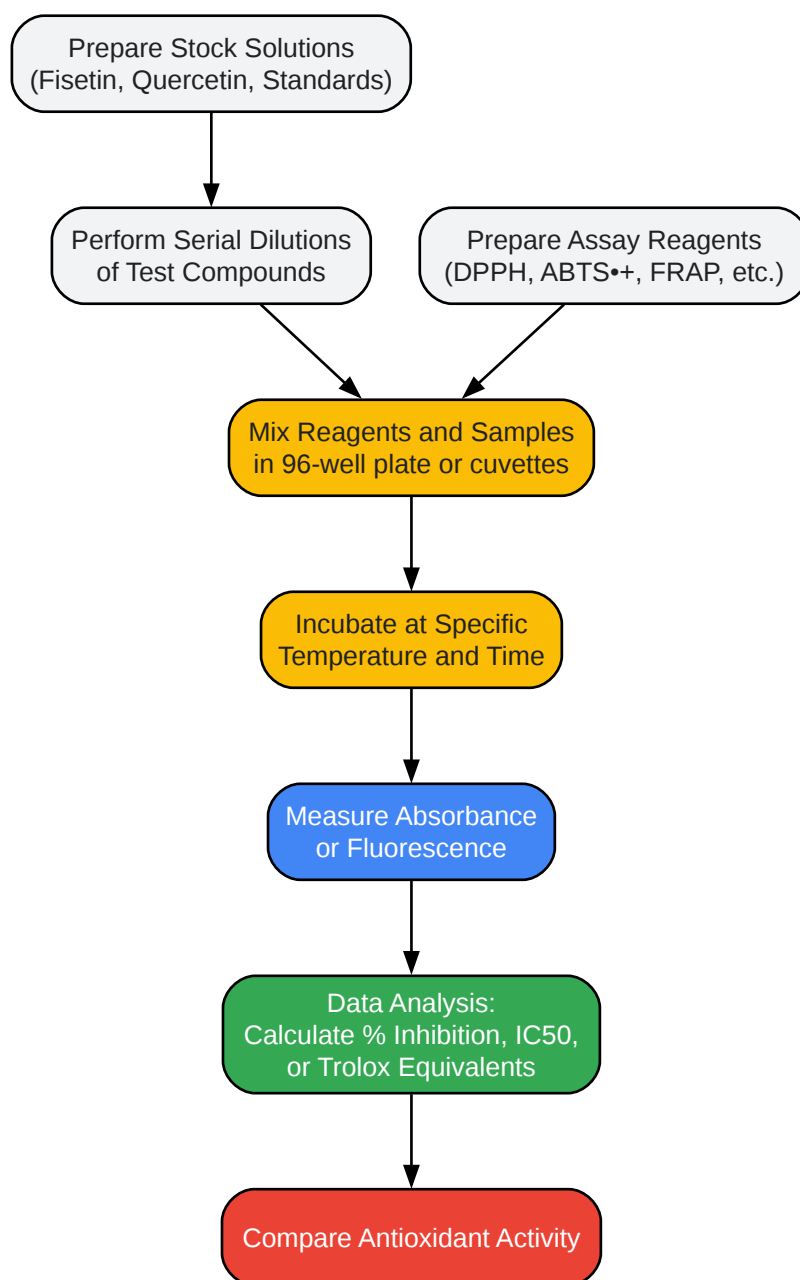 Prepare Stock Solutions
(Fisetin, Quercetin, Standards)
Perform Serial Dilutions
of Test Compounds
Prepare Assay Reagents
(DPPH, ABTS•+, FRAP, etc.)
Mix Reagents and Samples
in 96-well plate or cuvettes
Incubate at Specific
Temperature and Time
Measure Absorbance
or Fluorescence
Data Analysis:
Calculate % Inhibition, IC50,
or Trolox Equivalents
Compare Antioxidant Activity